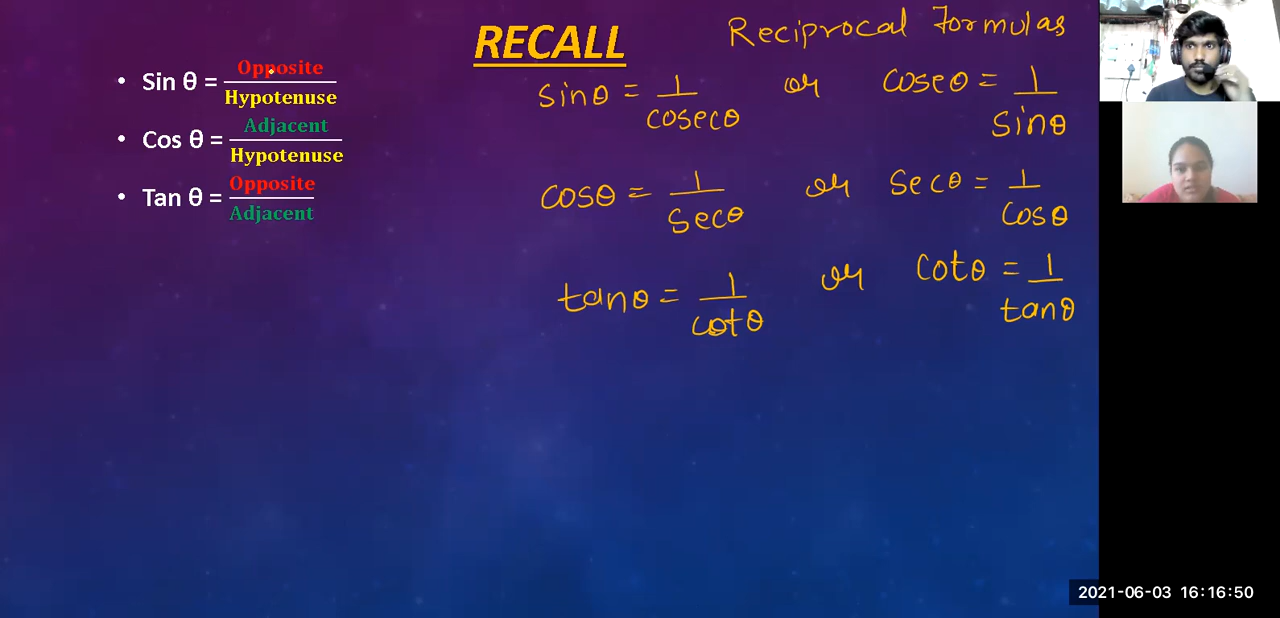 RECALL
Reciprocal Formulas
• Sin θ = Opposite / Hypotenuse
• Cos θ = Adjacent / Hypotenuse
• Tan θ = Opposite / Adjacent
sinθ = 1 / cosecθ or cosecθ = 1 / sinθ
cosθ = 1 / secθ or secθ = 1 / cosθ
tanθ = 1 / cotθ or cotθ = 1 / tanθ
2021-06-03 16:16:50